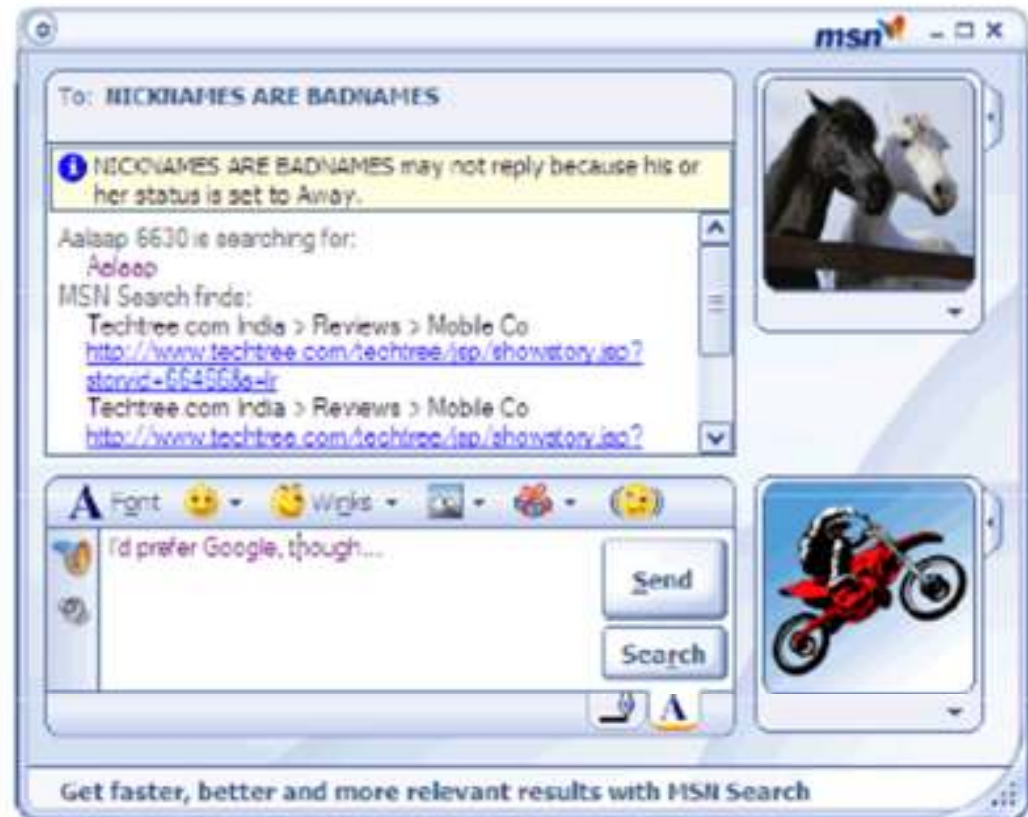 msn
To: NICKNAMES ARE BADNAMES
NICKNAMES ARE BADNAMES may not reply because his or
her status is set to Away.
Aalaap 6630 is searching for:
Aalaap
MSN Search finds:
Techtree.com India > Reviews > Mobile Co
http://www.techtree.com/techtree/jsp/showstory.jsp?
storyid=66456&s=lr
Techtree.com India > Reviews > Mobile Co
http://www.techtree.com/techtree/jsp/showstory.jsp?
A Font Winks
I'd prefer Google, though...
Send
Search
A
Get faster, better and more relevant results with MSN Search